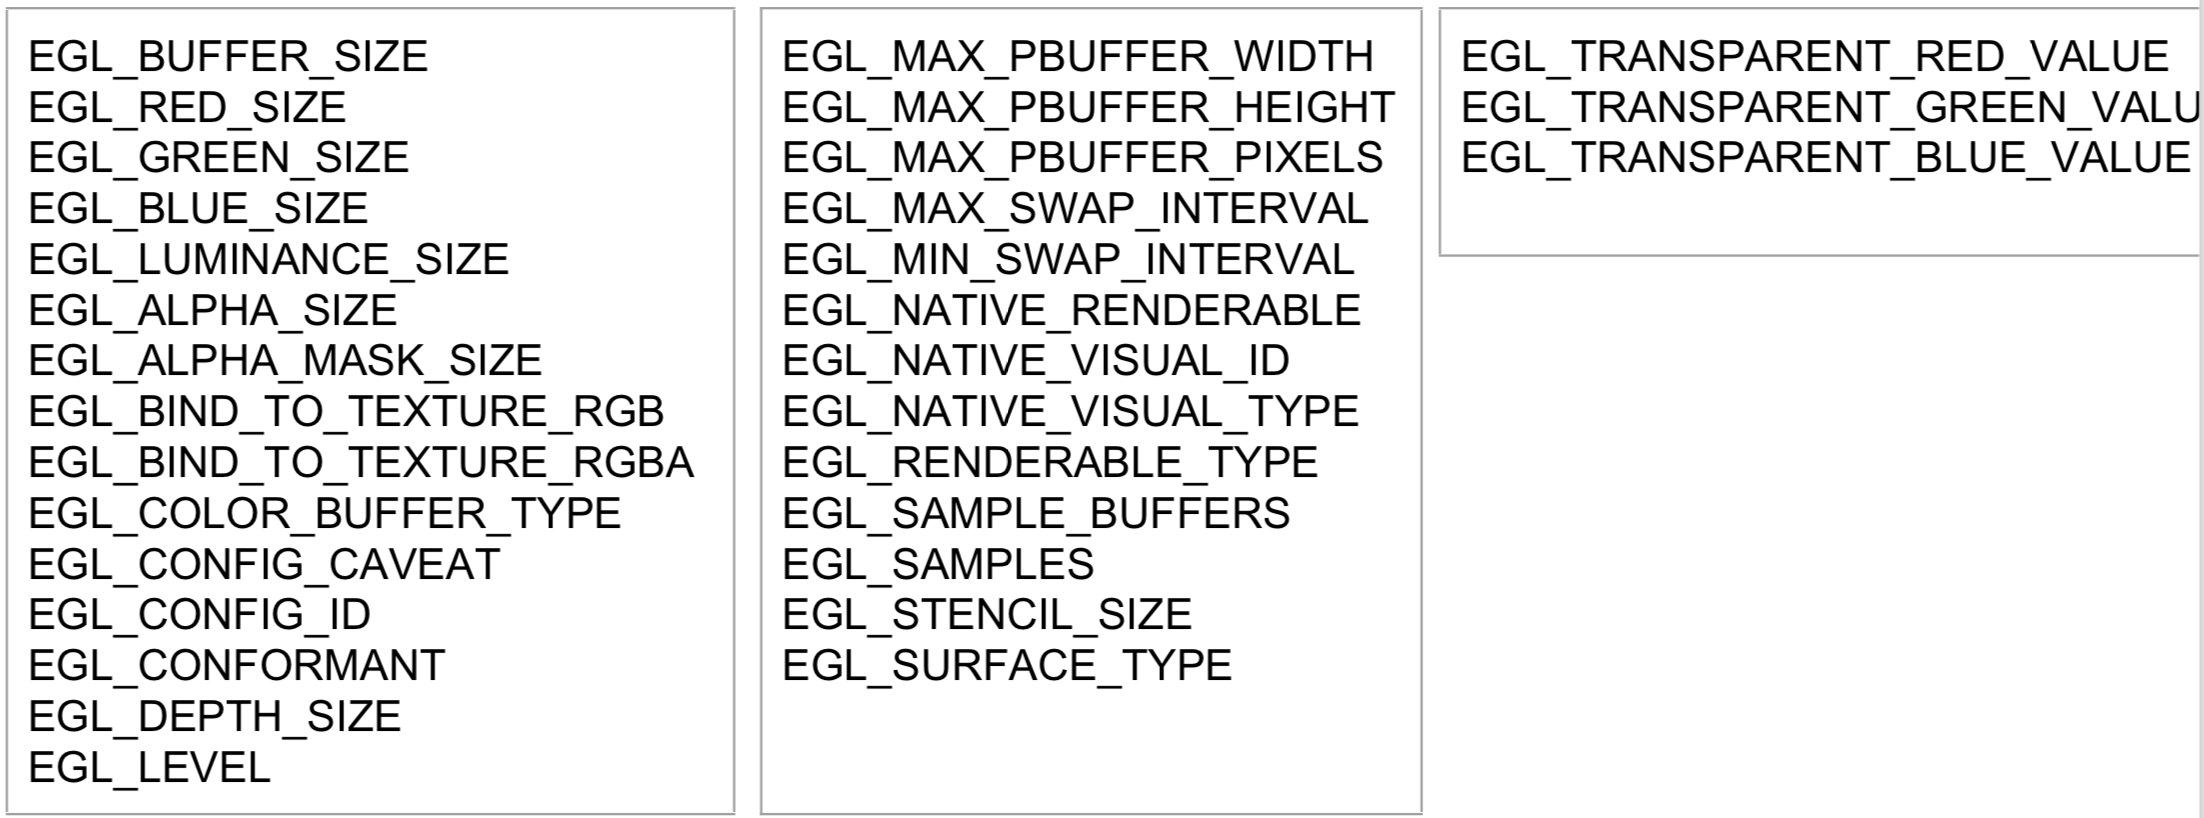 EGL_BUFFER_SIZE
EGL_RED_SIZE
EGL_GREEN_SIZE
EGL_BLUE_SIZE
EGL_LUMINANCE_SIZE
EGL_ALPHA_SIZE
EGL_ALPHA_MASK_SIZE
EGL_BIND_TO_TEXTURE_RGB
EGL_BIND_TO_TEXTURE_RGBA
EGL_COLOR_BUFFER_TYPE
EGL_CONFIG_CAVEAT
EGL_CONFIG_ID
EGL_CONFORMANT
EGL_DEPTH_SIZE
EGL_LEVEL
EGL_MAX_PBUFFER_WIDTH
EGL_MAX_PBUFFER_HEIGHT
EGL_MAX_PBUFFER_PIXELS
EGL_MAX_SWAP_INTERVAL
EGL_MIN_SWAP_INTERVAL
EGL_NATIVE_RENDERABLE
EGL_NATIVE_VISUAL_ID
EGL_NATIVE_VISUAL_TYPE
EGL_RENDERABLE_TYPE
EGL_SAMPLE_BUFFERS
EGL_SAMPLES
EGL_STENCIL_SIZE
EGL_SURFACE_TYPE
EGL_TRANSPARENT_RED_VALUE
EGL_TRANSPARENT_GREEN_VALU
EGL_TRANSPARENT_BLUE_VALUE